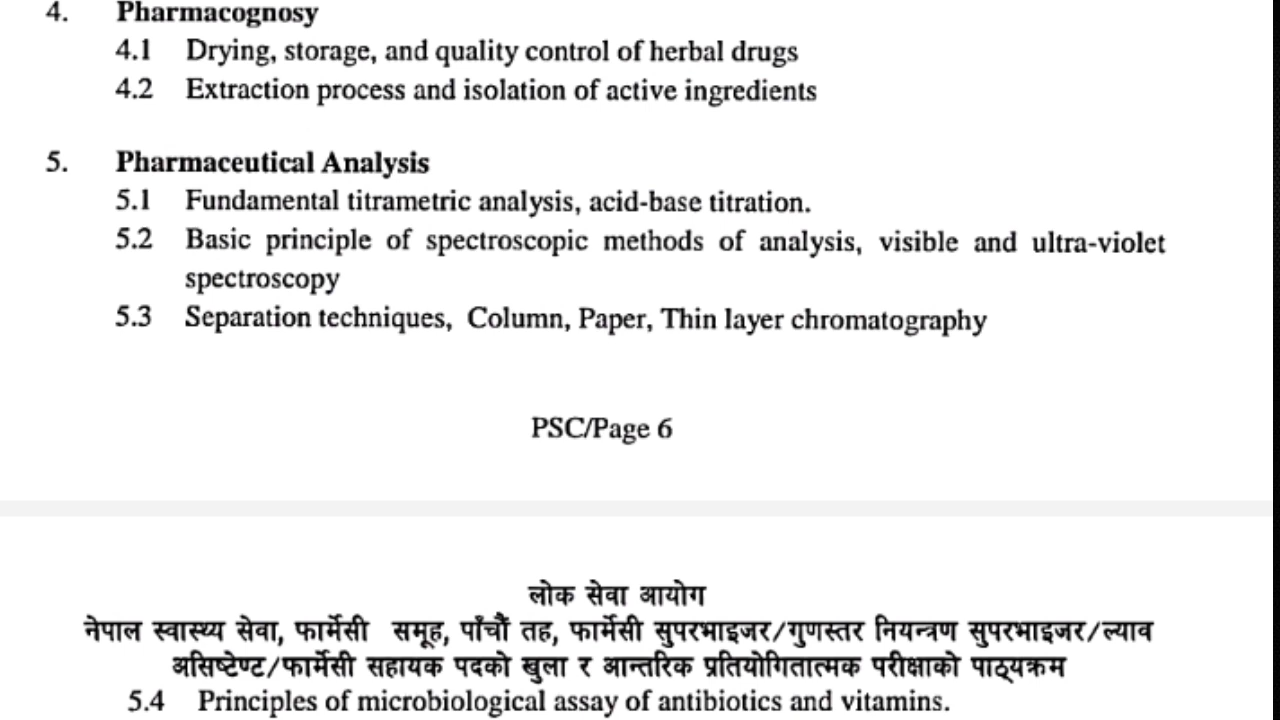 4. Pharmacognosy
4.1 Drying, storage, and quality control of herbal drugs
4.2 Extraction process and isolation of active ingredients
5. Pharmaceutical Analysis
5.1 Fundamental titrametric analysis, acid-base titration.
5.2 Basic principle of spectroscopic methods of analysis, visible and ultra-violet
spectroscopy
5.3 Separation techniques, Column, Paper, Thin layer chromatography
PSC/Page 6
लोक सेवा आयोग
नेपाल स्वास्थ्य सेवा, फार्मेसी समूह, पाँचौं तह, फार्मेसी सुपरभाइजर/गुणस्तर नियन्त्रण सुपरभाइजर/ल्याव
असिष्टेण्ट/फार्मेसी सहायक पदको खुला र आन्तरिक प्रतियोगितात्मक परीक्षाको पाठ्यक्रम
5.4 Principles of microbiological assay of antibiotics and vitamins.